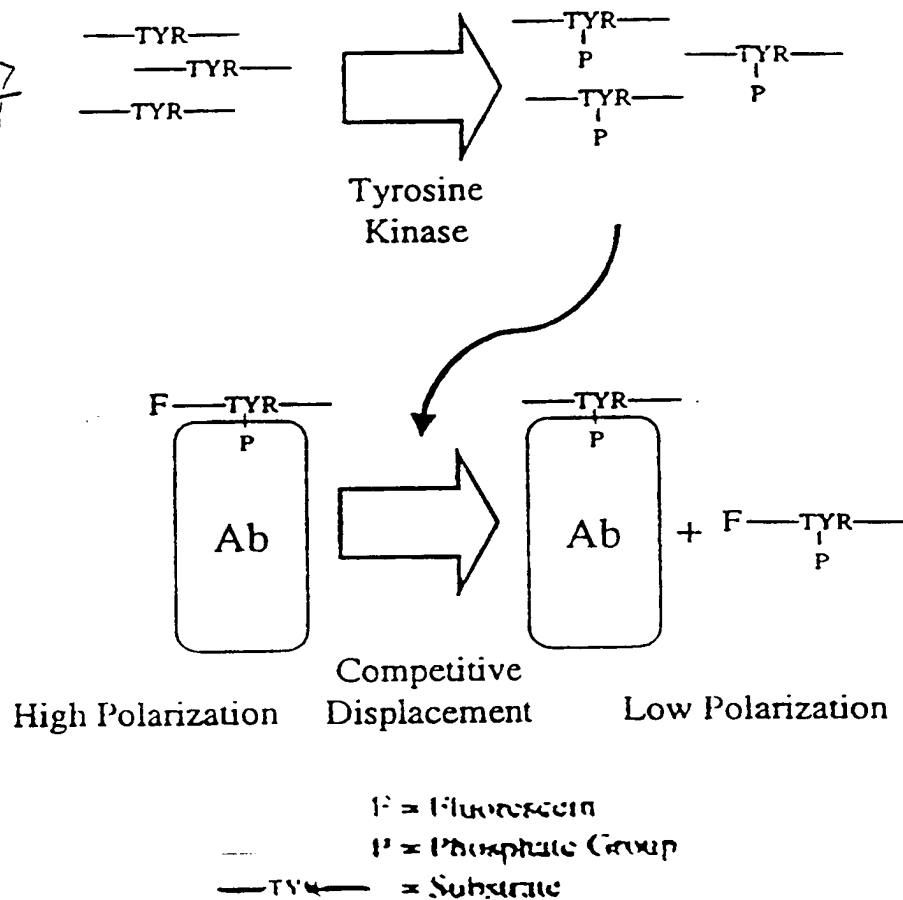 TYR
TYR
TYR
TYR
P
TYR
P
TYR
P
Tyrosine
Kinase
F TYR
P
Ab
TYR
P
Ab
+
F TYR
P
Competitive
Displacement
High Polarization
Low Polarization
F = Fluorescein
P = Phosphate Group
TYR = Substrate